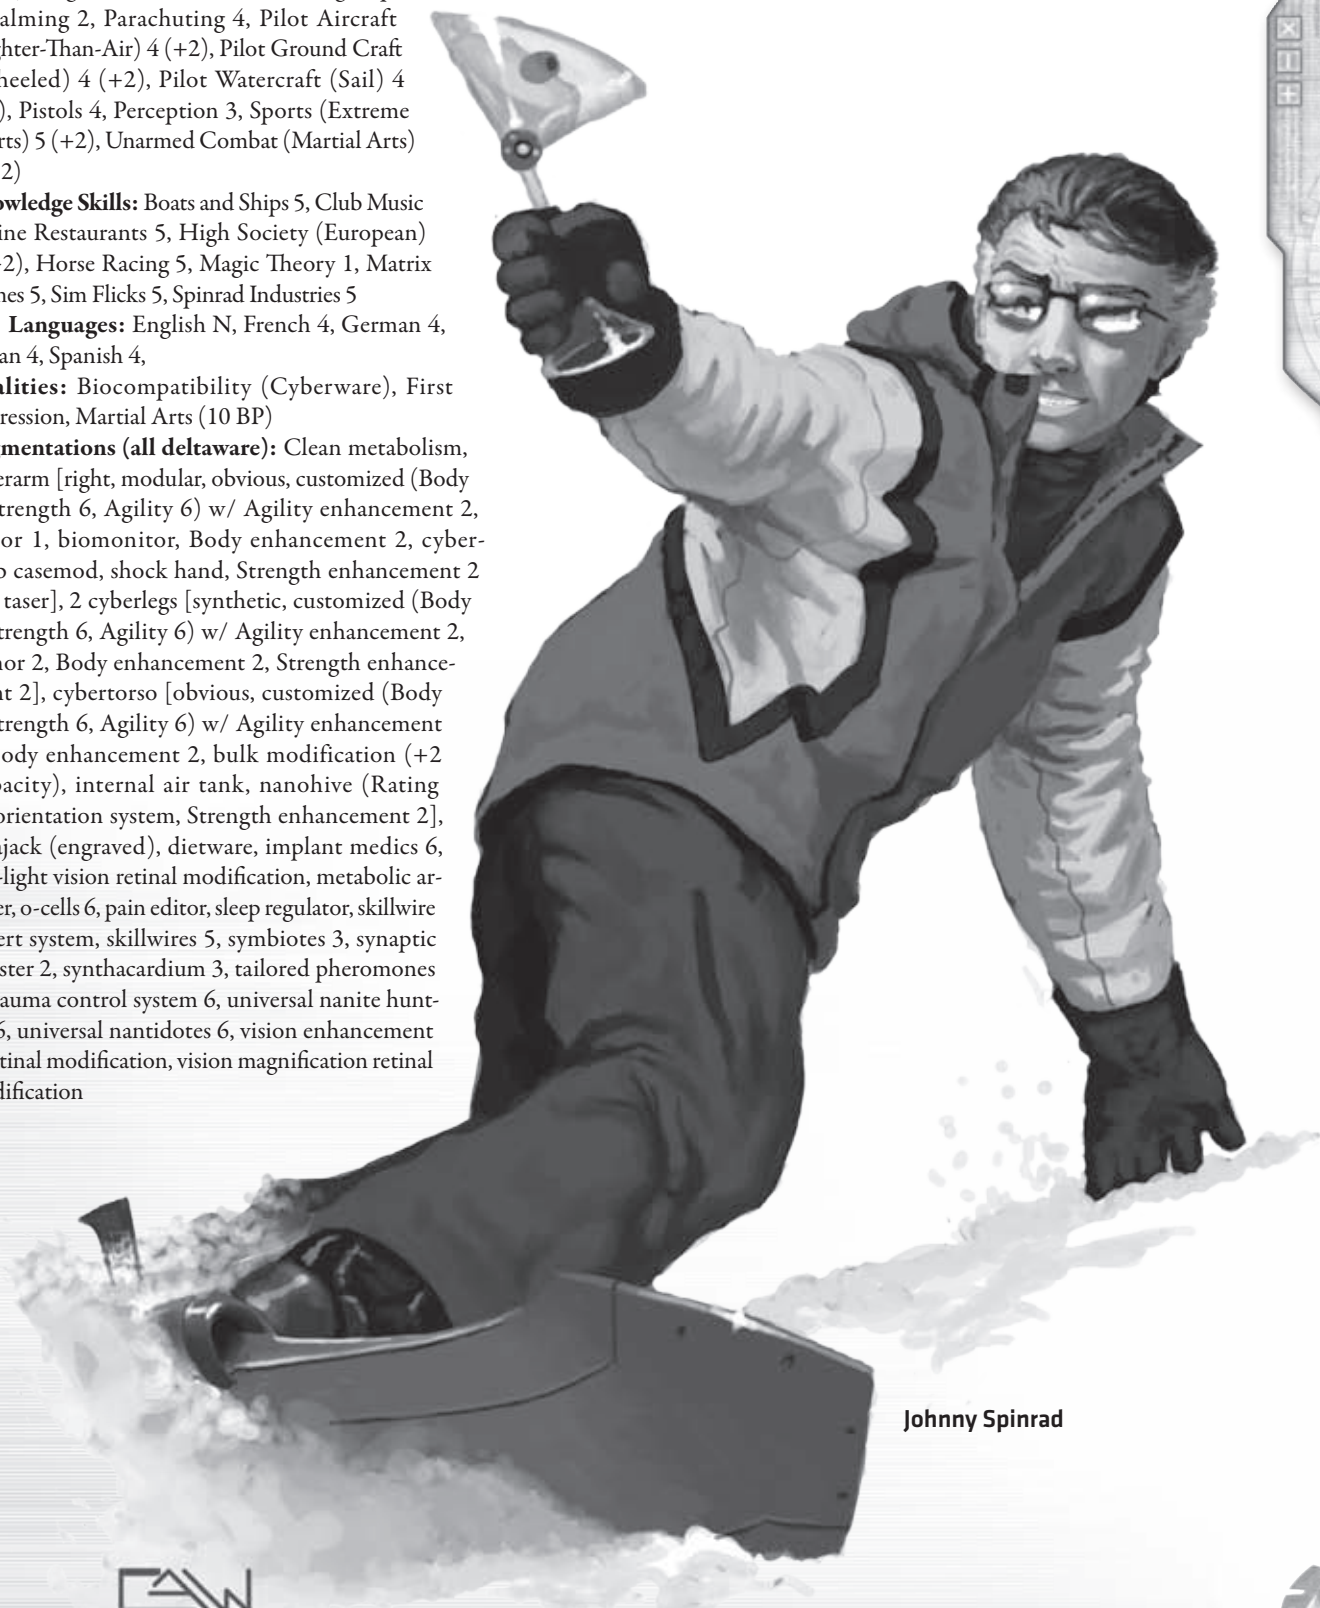 alming 2, Parachuting 4, Pilot Aircraft
hter-Than-Air) 4 (+2), Pilot Ground Craft
heeled) 4 (+2), Pilot Watercraft (Sail) 4
), Pistols 4, Perception 3, Sports (Extreme
rts) 5 (+2), Unarmed Combat (Martial Arts)
2)
owledge Skills: Boats and Ships 5, Club Music
ine Restaurants 5, High Society (European)
-2), Horse Racing 5, Magic Theory 1, Matrix
nes 5, Sim Flicks 5, Spinrad Industries 5
Languages: English N, French 4, German 4,
an 4, Spanish 4,
alities: Biocompatibility (Cyberware), First
ression, Martial Arts (10 BP)
gmentations (all deltaware): Clean metabolism,
erarm [right, modular, obvious, customized (Body
trength 6, Agility 6) w/ Agility enhancement 2,
or 1, biomonitor, Body enhancement 2, cyber-
p casemod, shock hand, Strength enhancement 2
taser], 2 cyberlegs [synthetic, customized (Body
trength 6, Agility 6) w/ Agility enhancement 2,
nor 2, Body enhancement 2, Strength enhance-
nt 2], cybertorso [obvious, customized (Body
trength 6, Agility 6) w/ Agility enhancement
ody enhancement 2, bulk modification (+2
pacity), internal air tank, nanohive (Rating
orientation system, Strength enhancement 2],
ajack (engraved), dietware, implant medics 6,
-light vision retinal modification, metabolic ar-
er, o-cells 6, pain editor, sleep regulator, skillwire
ert system, skillwires 5, symbiotes 3, synaptic
ster 2, synthacardium 3, tailored pheromones
auma control system 6, universal nanite hunt-
6, universal nantidotes 6, vision enhancement
tinal modification, vision magnification retinal
dification
Johnny Spinrad